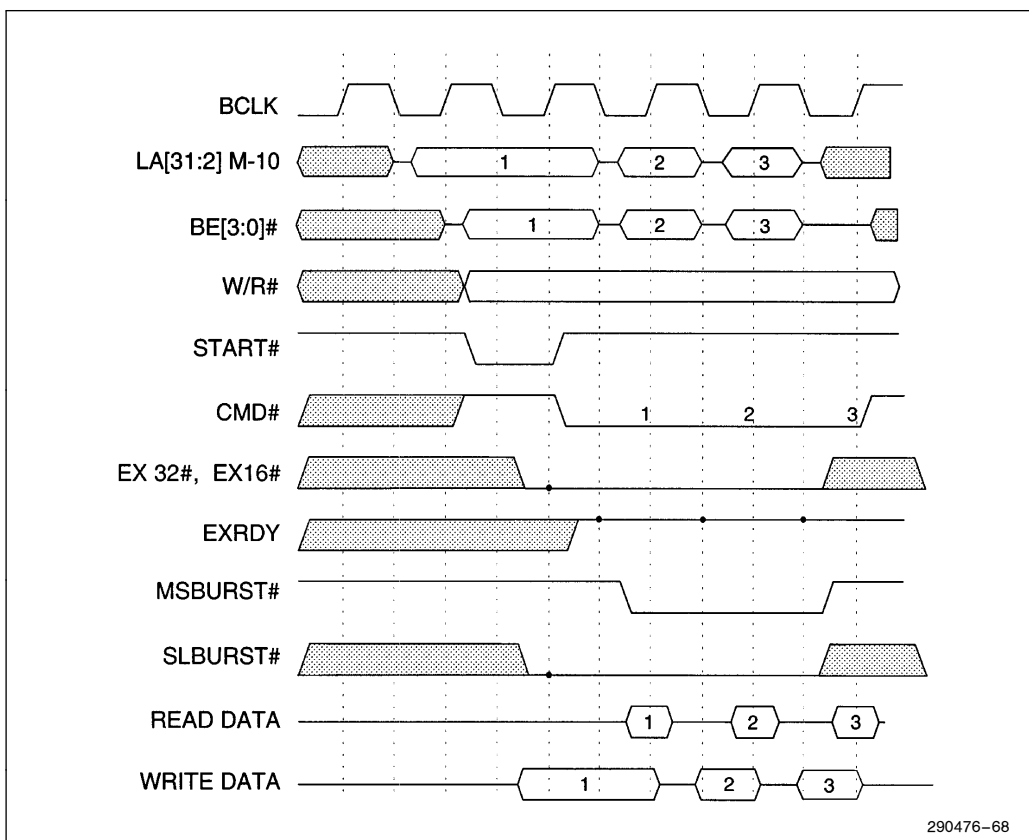 BCLK
LA[31:2] M-10 1 2 3
BE[3:0]# 1 2 3
W/R#
START#
CMD# 1 2 3
EX 32#, EX16#
EXRDY
MSBURST#
SLBURST#
READ DATA 1 2 3
WRITE DATA 1 2 3
290476–68